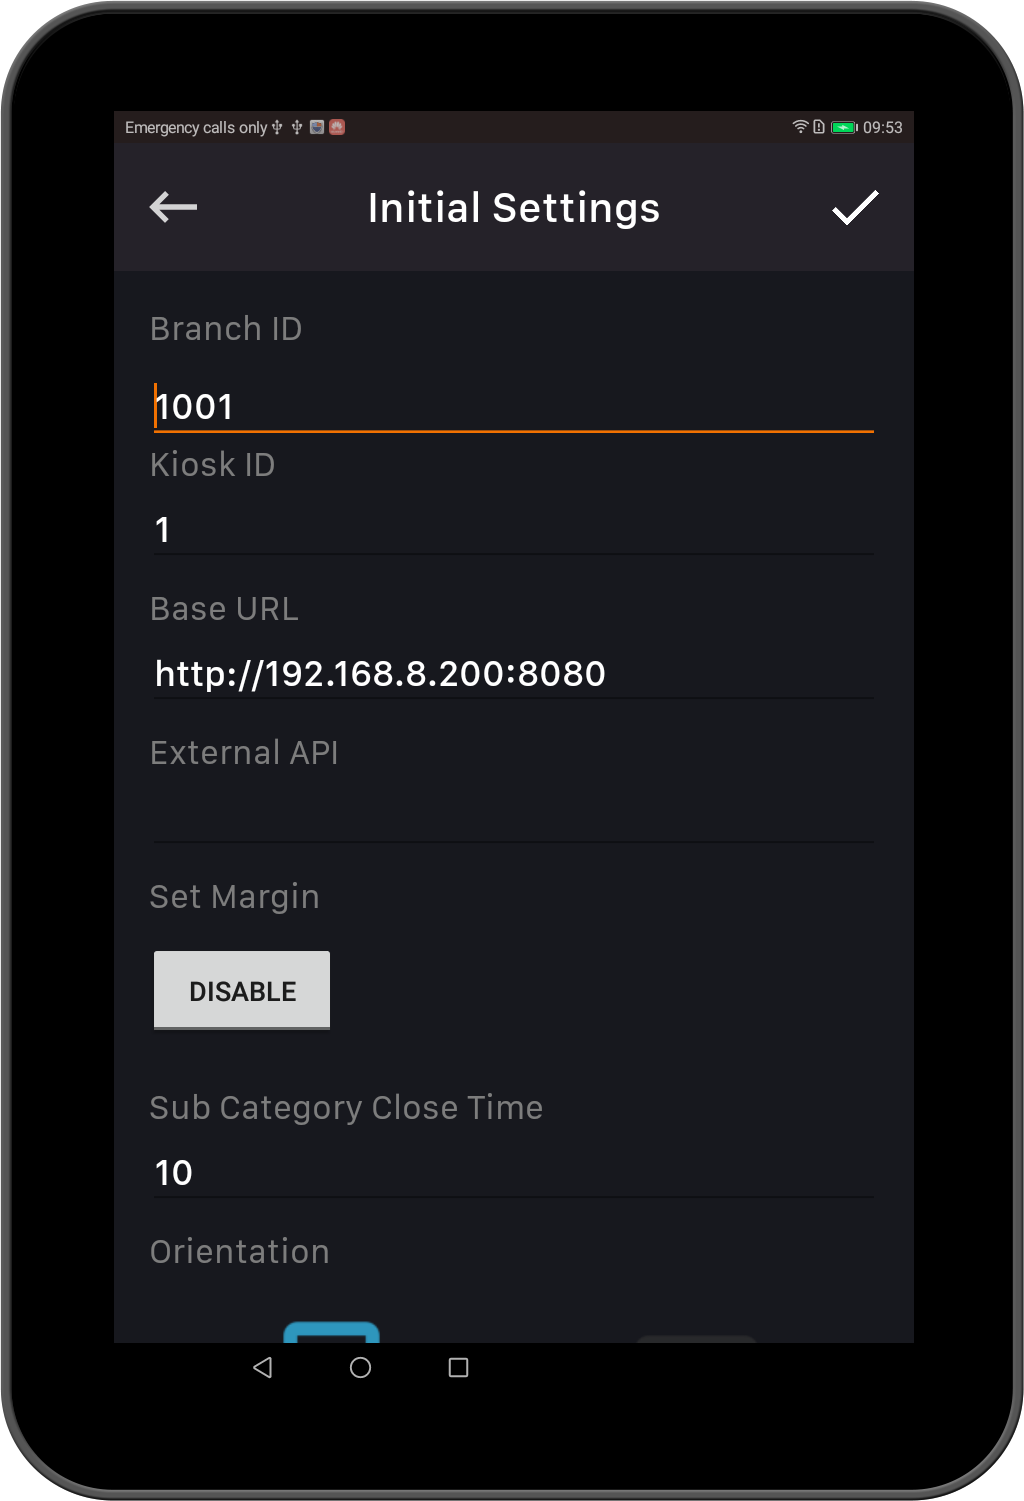 Emergency calls only 09:53
Initial Settings
Branch ID
1001
Kiosk ID
1
Base URL
http://192.168.8.200:8080
External API
Set Margin
DISABLE
Sub Category Close Time
10
Orientation